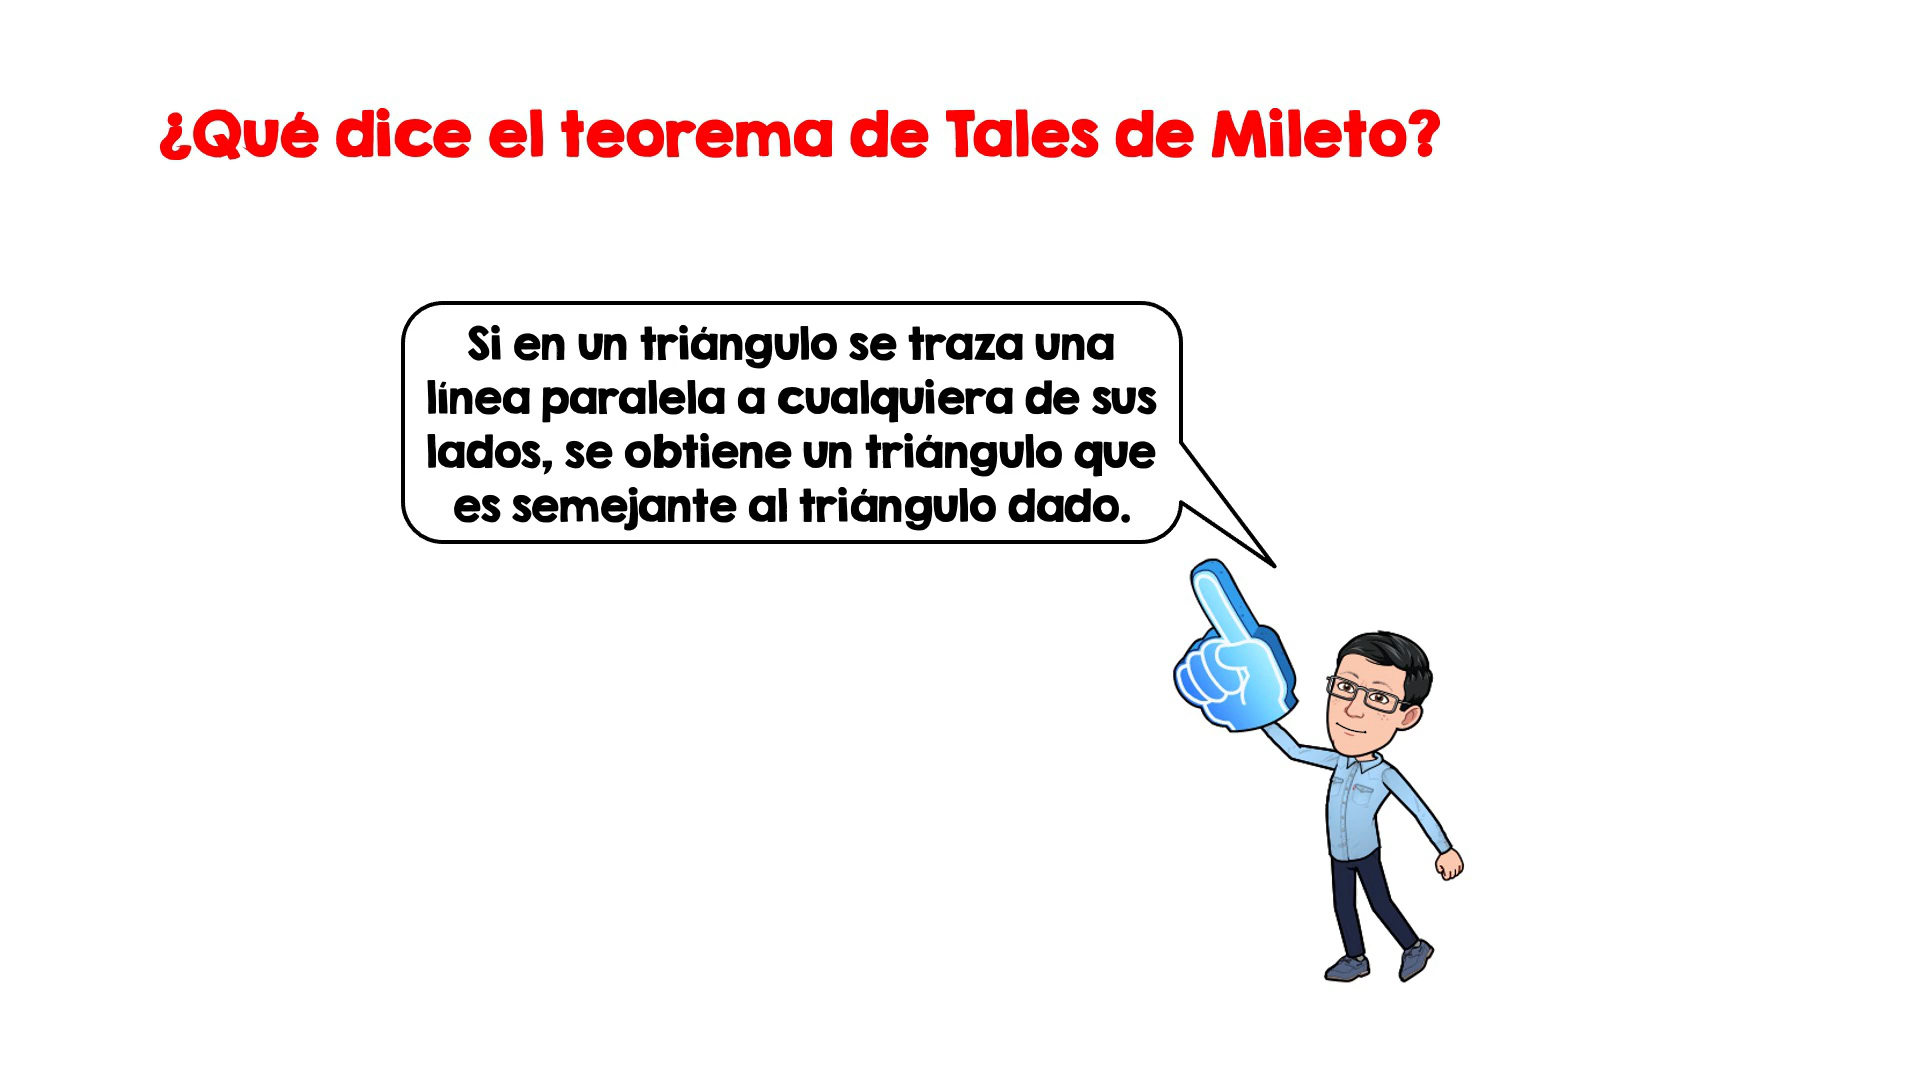 ¿Qué dice el teorema de Tales de Mileto?
Si en un triángulo se traza una
línea paralela a cualquiera de sus
lados, se obtiene un triángulo que
es semejante al triángulo dado.